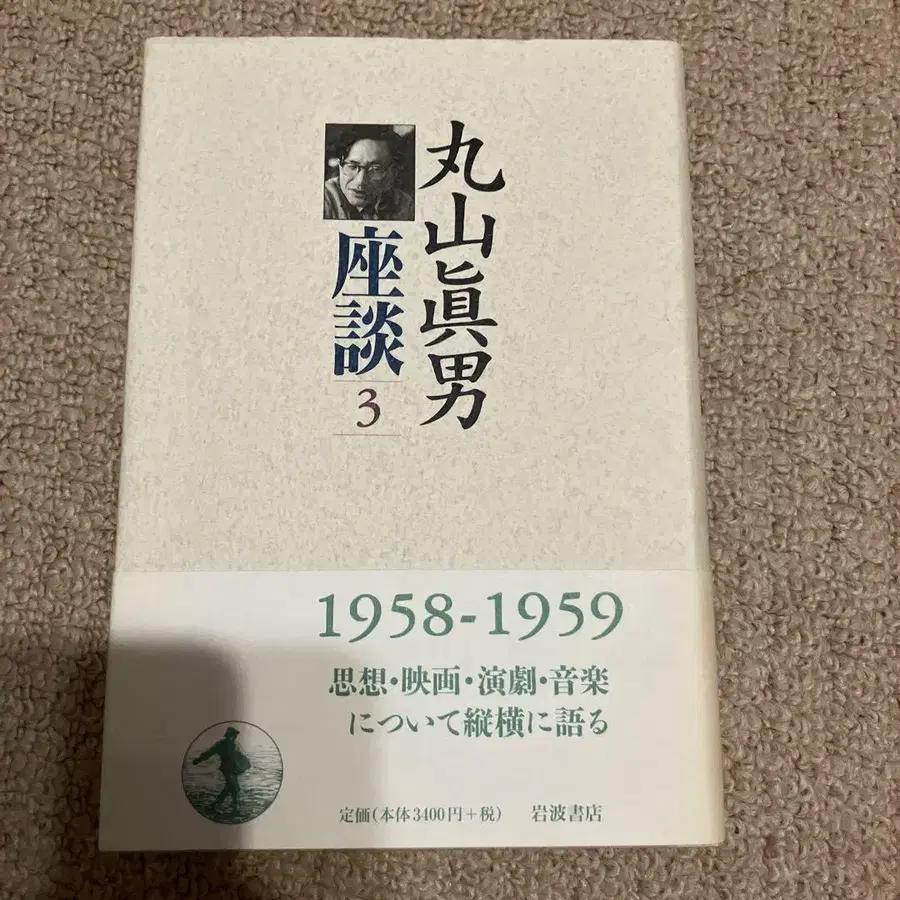 丸山眞男
座談
3
1958-1959
思想・映画・演劇・音楽
について縦横に語る
定価(本体3400円+税) 岩波書店